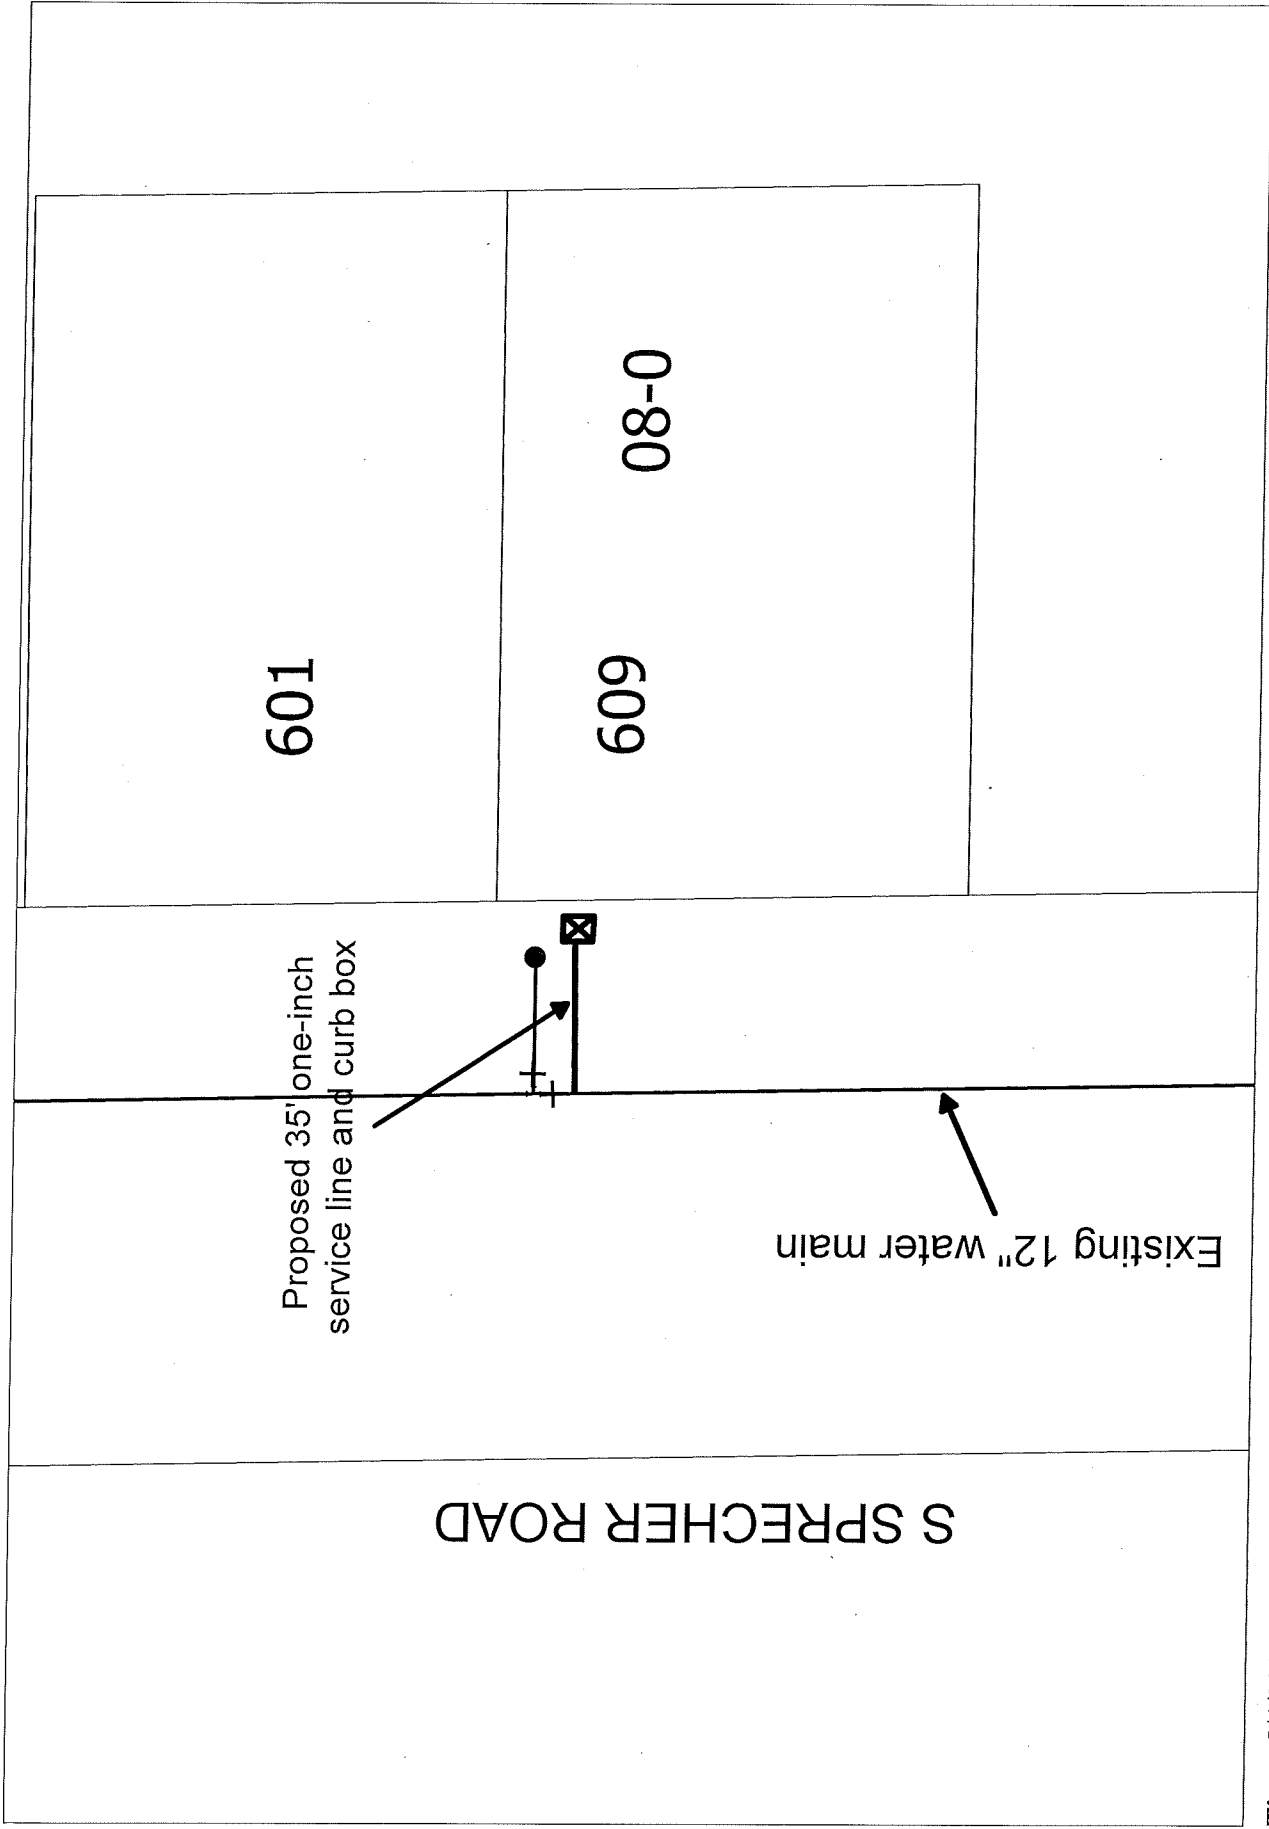 601
609
08-0
Proposed 35' one-inch
service line and curb box
Existing 12" water main
S SPRECHER ROAD